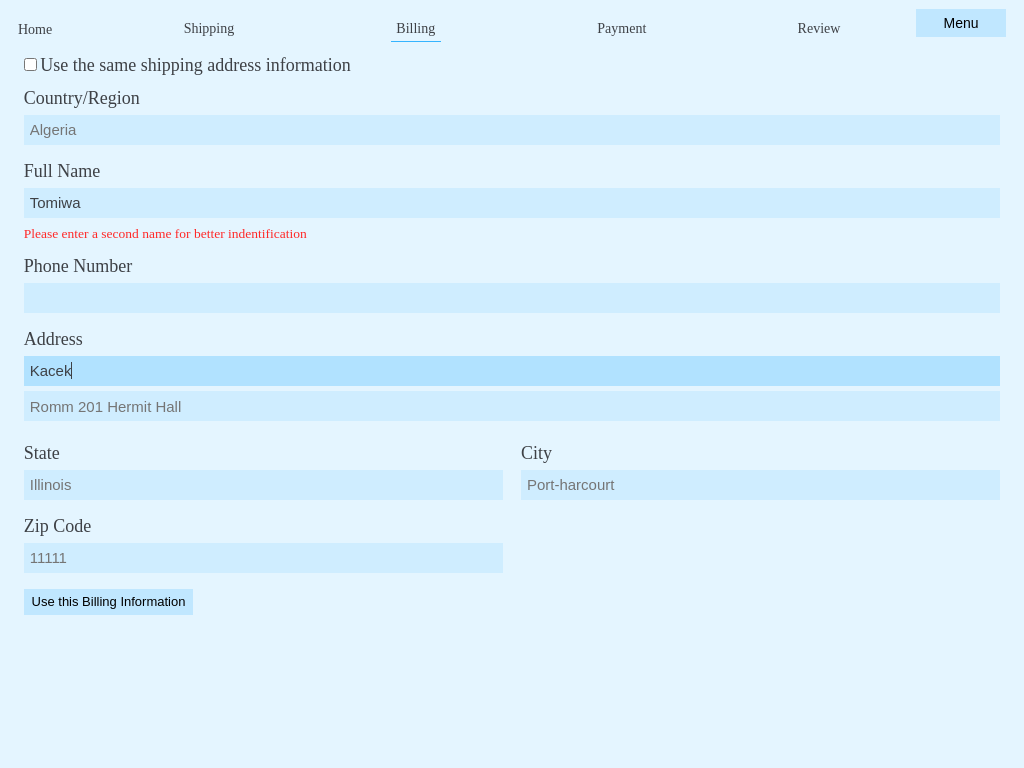 Home Shipping Billing Payment Review Menu
Use the same shipping address information
Country/Region
Algeria
Full Name
Tomiwa
Please enter a second name for better indentification
Phone Number
Address
Kacek
Romm 201 Hermit Hall
State City
Illinois Port-harcourt
Zip Code
11111
Use this Billing Information